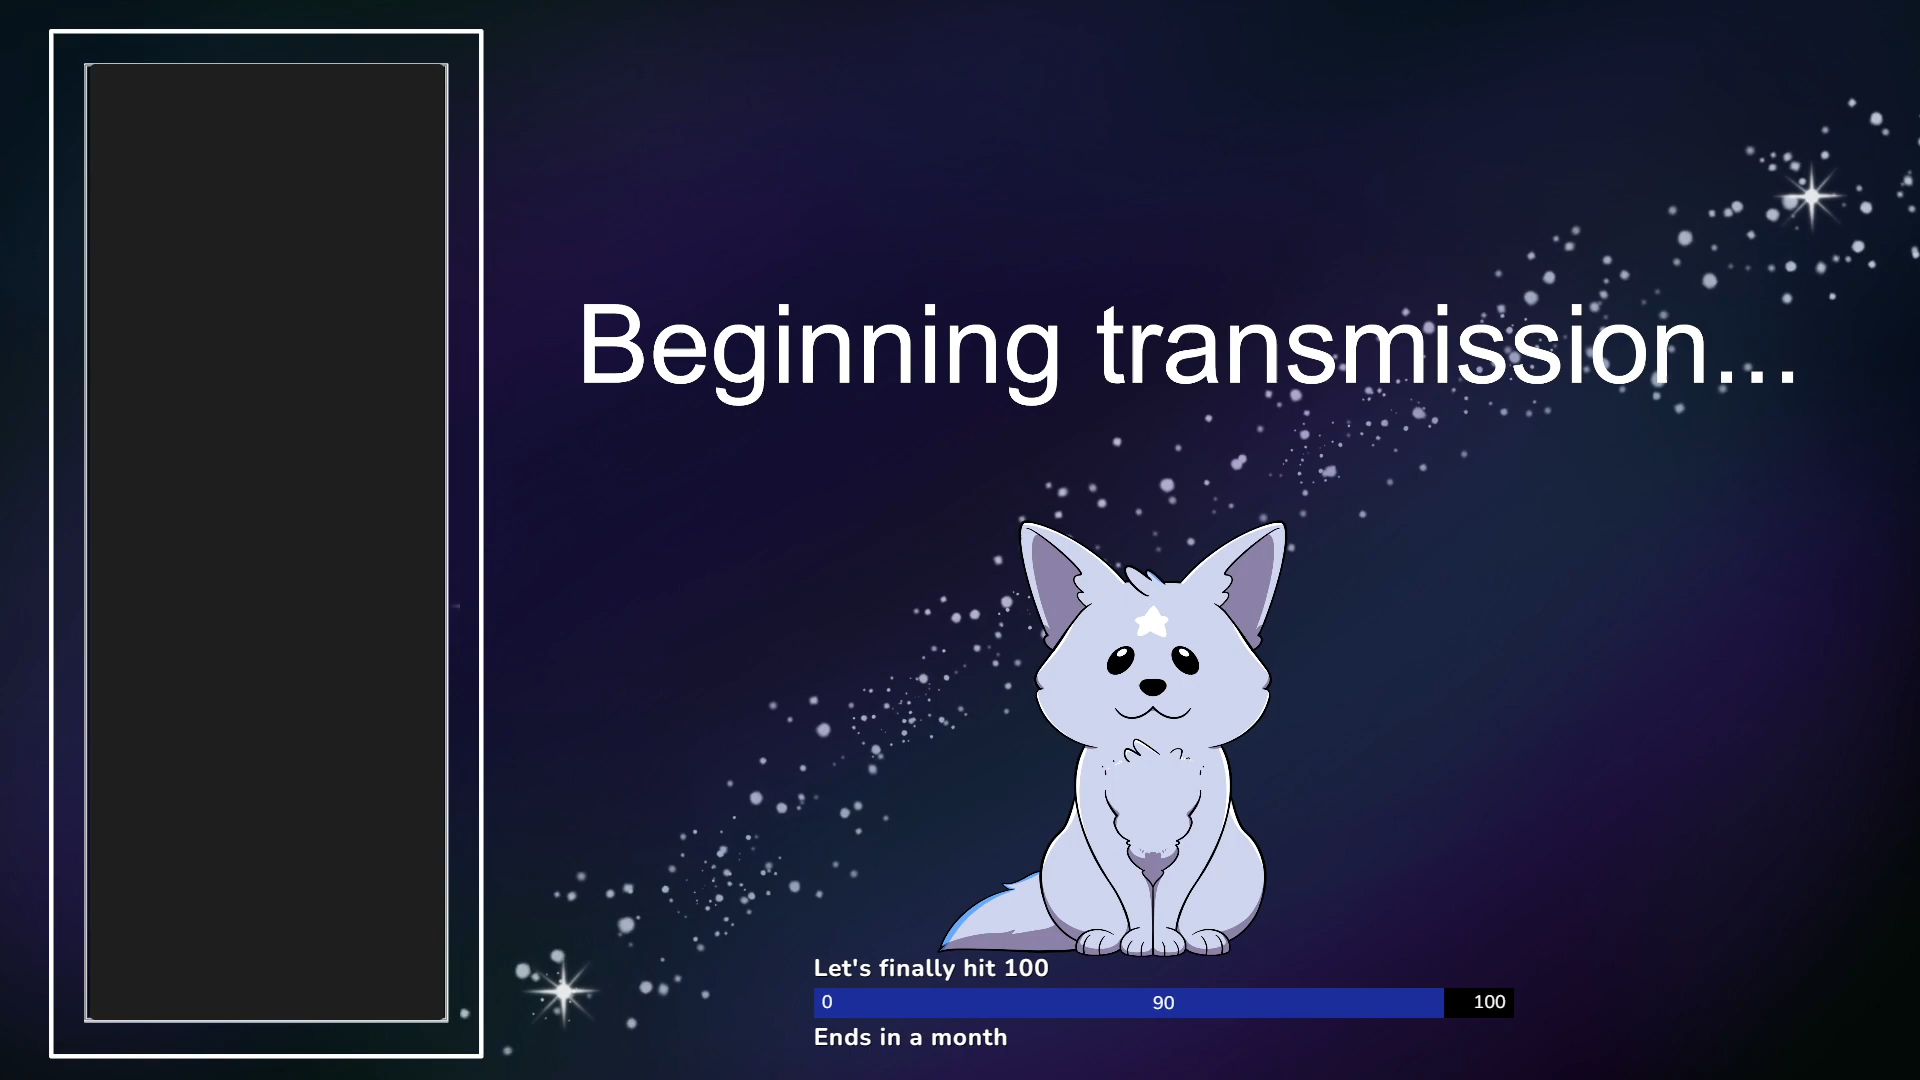 Beginning transmission...
Let's finally hit 100
0 90 100
Ends in a month